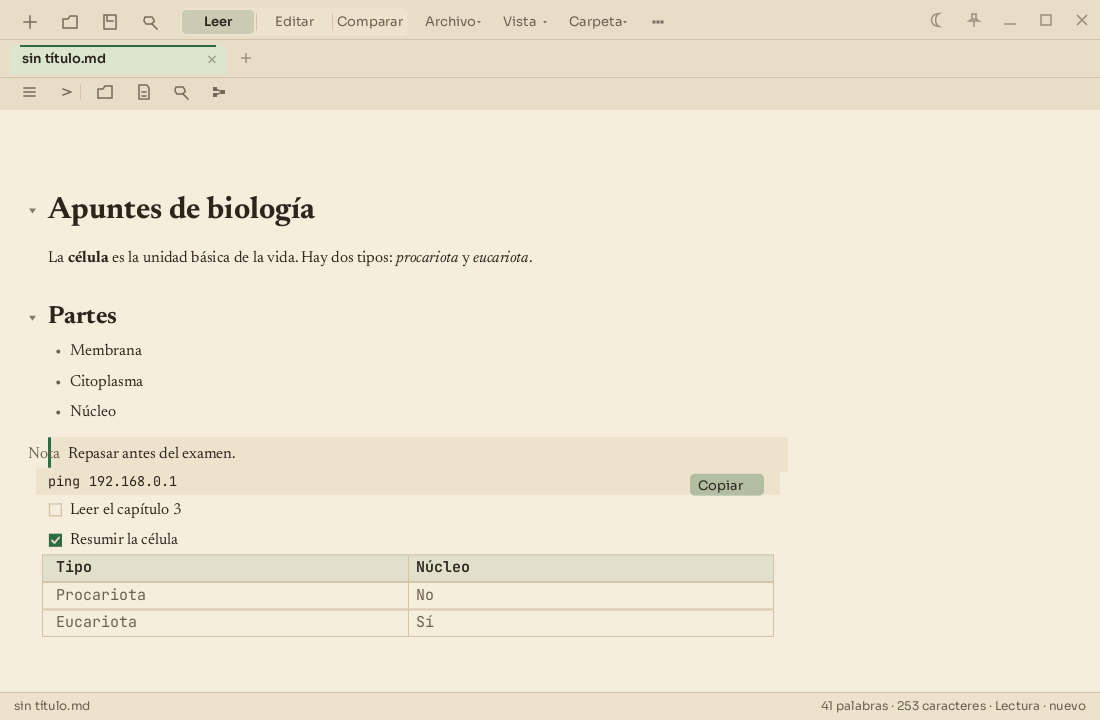 Leer Editar Comparar Archivo Vista Carpeta
sin título.md
Apuntes de biología
La célula es la unidad básica de la vida. Hay dos tipos: procariota y eucariota.
Partes
• Membrana
• Citoplasma
• Núcleo
Nota Repasar antes del examen.
ping 192.168.0.1 Copiar
Leer el capítulo 3
Resumir la célula
Tipo Núcleo
Procariota No
Eucariota Sí
sin título.md 41 palabras · 253 caracteres · Lectura · nuevo